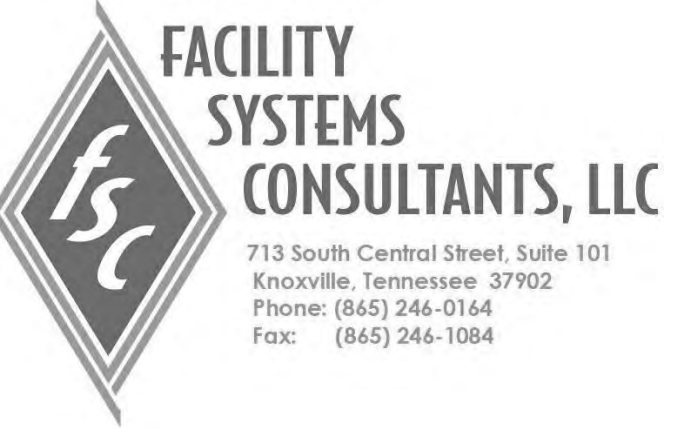 fsc
FACILITY
SYSTEMS
CONSULTANTS, LLC
713 South Central Street, Suite 101
Knoxville, Tennessee 37902
Phone: (865) 246-0164
Fax: (865) 246-1084